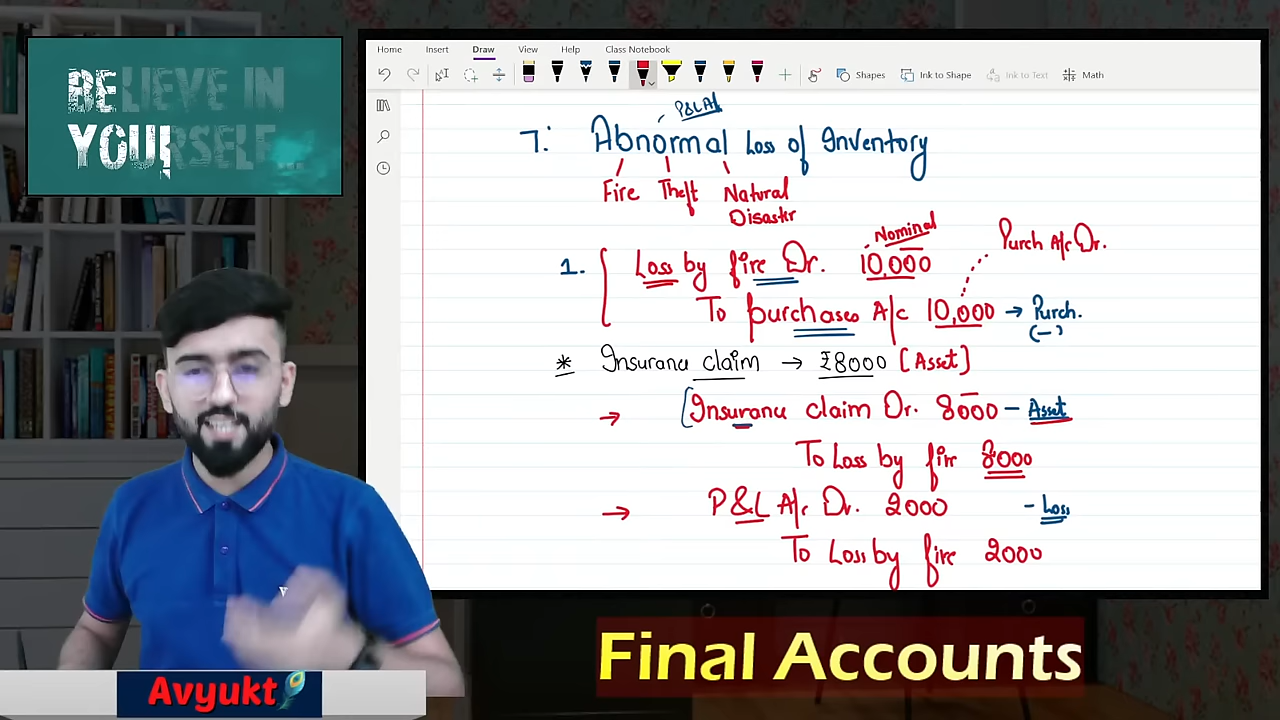 BELIEVE IN
YOURSELF...
Home Insert Draw View Help Class Notebook
Shapes Ink to Shape Ink to Text Math
P&L A/c
7: Abnormal Loss of Inventory
Fire Theft Natural
Disaster
Nominal
Purch A/c Dr.
1. Loss by fire Dr. 10,000
To purchases A/c 10,000 → Purch.
(-)
* Insurance claim → ₹8000 [Asset]
→ Insurance claim Dr. 8000 - Asset
To Loss by fire 8000
→ P&L A/c Dr. 2000 - Loss
To Loss by fire 2000
Final Accounts
Avyukt